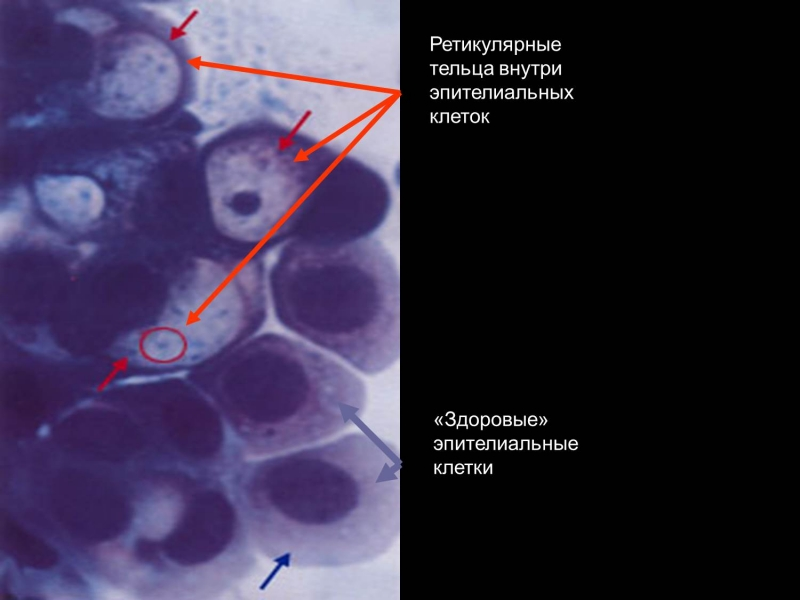 Ретикулярные
тельца внутри
эпителиальных
клеток
«Здоровые»
эпителиальные
клетки